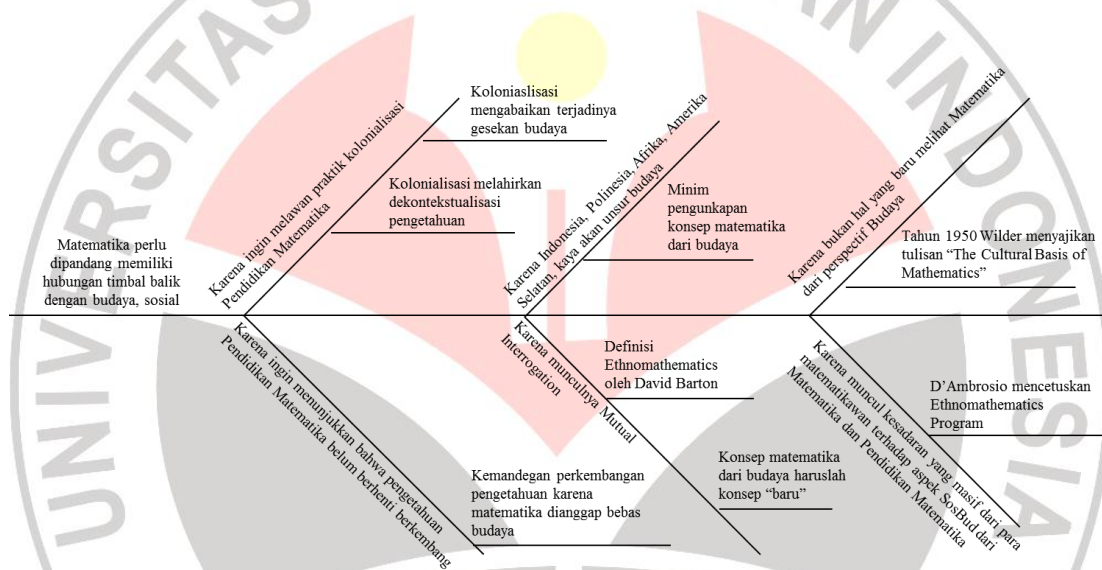 Matematika perlu
dipandang memiliki
hubungan timbal balik
dengan budaya, sosial
Karena ingin melawan praktik kolonialisasi
Pendidikan Matematika
Koloniaslisasi
mengabaikan terjadinya
gesekan budaya
Kolonialisasi melahirkan
dekontekstualisasi
pengetahuan
Karena Indonesia, Polinesia, Afrika, Amerika
Selatan, kaya akan unsur budaya
Minim
pengunkapan
konsep matematika
dari budaya
Karena bukan hal yang baru melihat Matematika
dari perspectif Budaya
Tahun 1950 Wilder menyajikan
tulisan “The Cultural Basis of
Mathematics”
Karena ingin menunjukkan bahwa pengetahuan
Pendidikan Matematika belum berhenti berkembang
Kemandegan perkembangan
pengetahuan karena
matematika dianggap bebas
budaya
Karena munculnya Mutual
Interrogation
Definisi
Ethnomathematics
oleh David Barton
Konsep matematika
dari budaya haruslah
konsep “baru”
Karena muncul kesadaran yang masif dari para
matematikawan terhadap aspek SosBud dari
Matematika dan Pendidikan Matematika
D’Ambrosio mencetuskan
Ethnomathematics
Program
UNIVERSITAS
INDONESIA